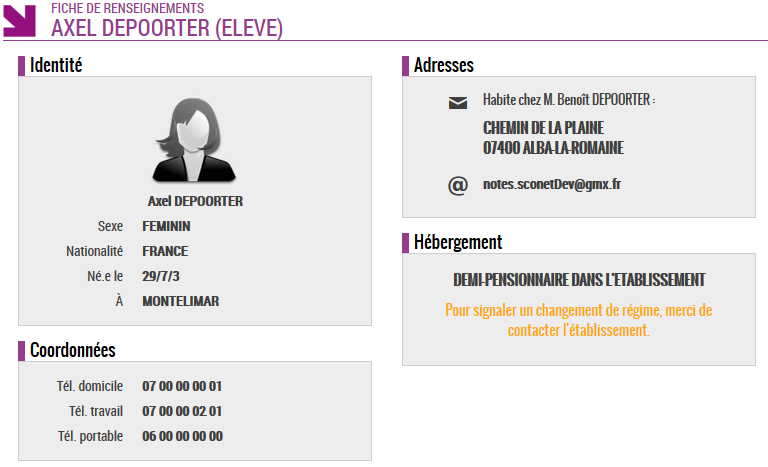 FICHE DE RENSEIGNEMENTS
AXEL DEPOORTER (ELEVE)
Identité
Axel DEPOORTER
Sexe FEMININ
Nationalité FRANCE
Né.e le 29/7/3
À MONTELIMAR
Coordonnées
Tél. domicile 07 00 00 00 01
Tél. travail 07 00 00 02 01
Tél. portable 06 00 00 00 00
Adresses
Habite chez M. Benoît DEPOORTER :
CHEMIN DE LA PLAINE
07400 ALBA-LA-ROMAINE
@ notes.sconetDev@gmx.fr
Hébergement
DEMI-PENSIONNAIRE DANS L'ETABLISSEMENT
Pour signaler un changement de régime, merci de
contacter l'établissement.